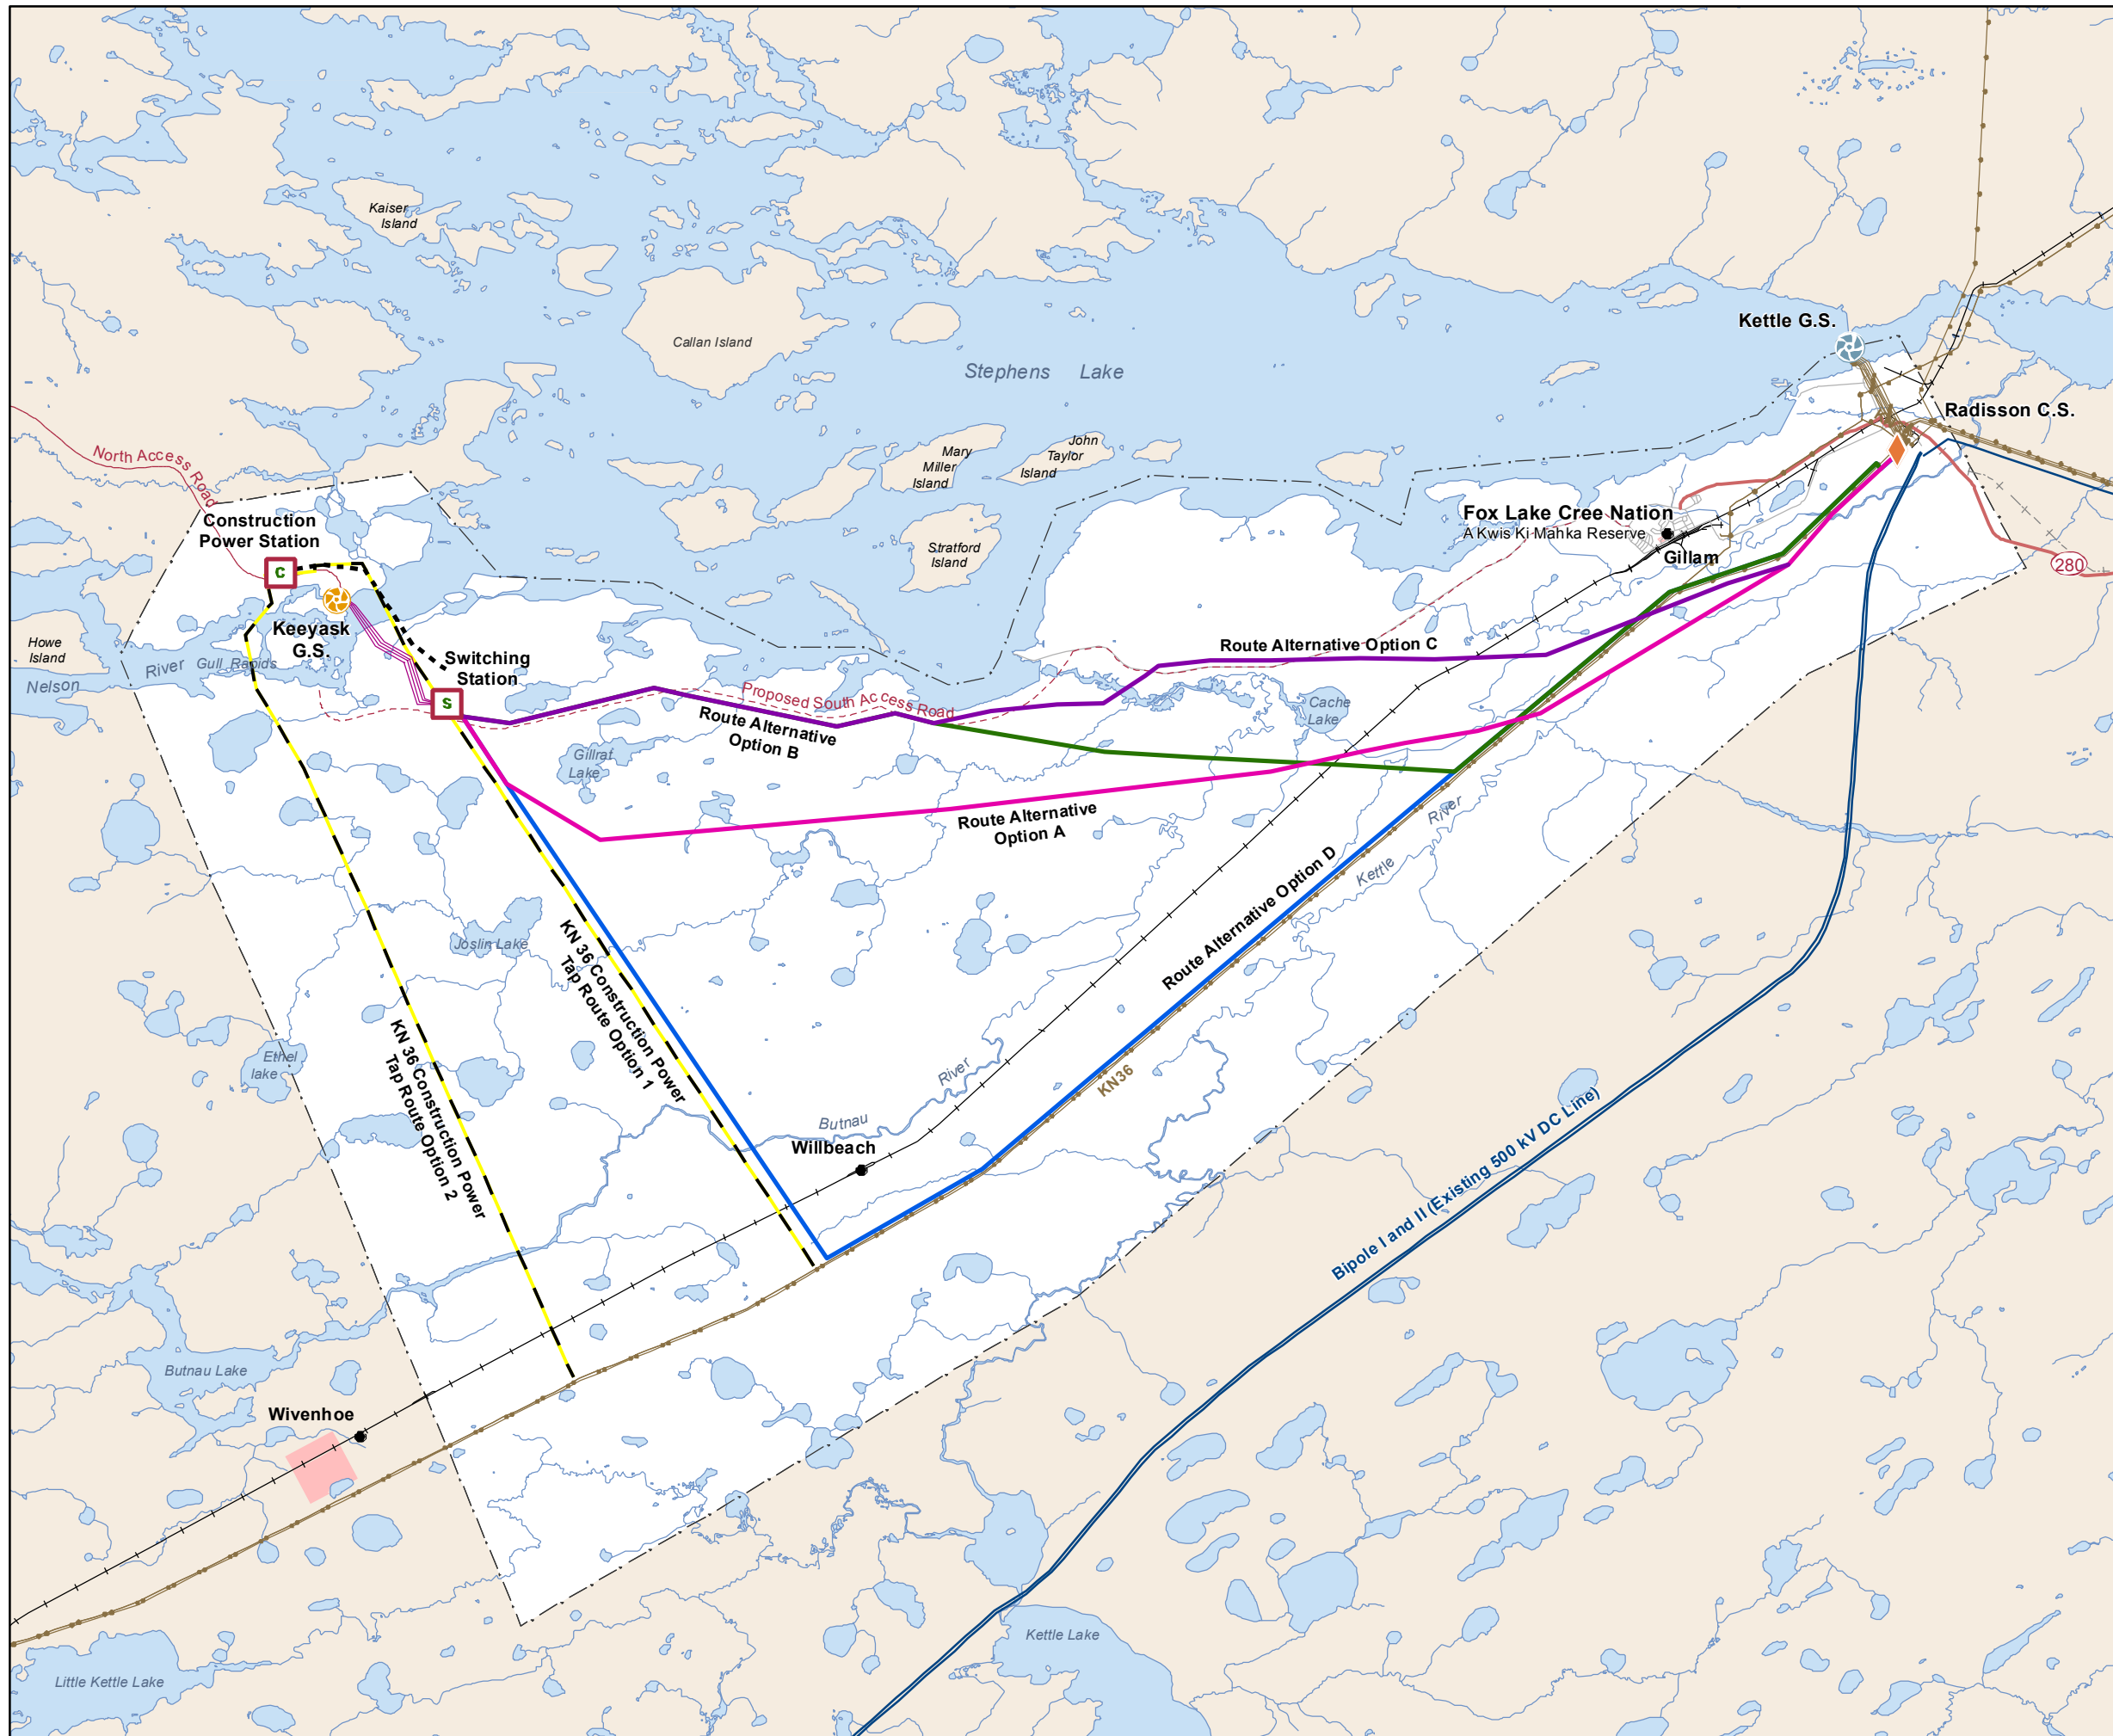 Kaiser
Island
Callan Island
Stephens Lake
Kettle G.S.
Radisson C.S.
Mary
Miller
Island
John
Taylor
Island
North Access Road
Construction
Power Station
C
Fox Lake Cree Nation
A Kwis Ki Mahka Reserve
Gillam
280
Stratford
Island
Keeyask
G.S.
Howe
Island
River
Gull Rapids
Nelson
Switching
Station
S
Route Alternative Option C
Proposed South Access Road
Route Alternative
Option B
Cache
Lake
Gillrat
Lake
Route Alternative
Option A
River
Kettle
Route Alternative Option D
Joslin Lake
KN 36 Construction Power
Tap Route Option 1
KN 36 Construction Power
Tap Route Option 2
Ethel
lake
River
Butnau
KN36
Willbeach
Bipole I and II (Existing 500 kV DC Line)
Butnau Lake
Wivenhoe
Kettle Lake
Little Kettle Lake